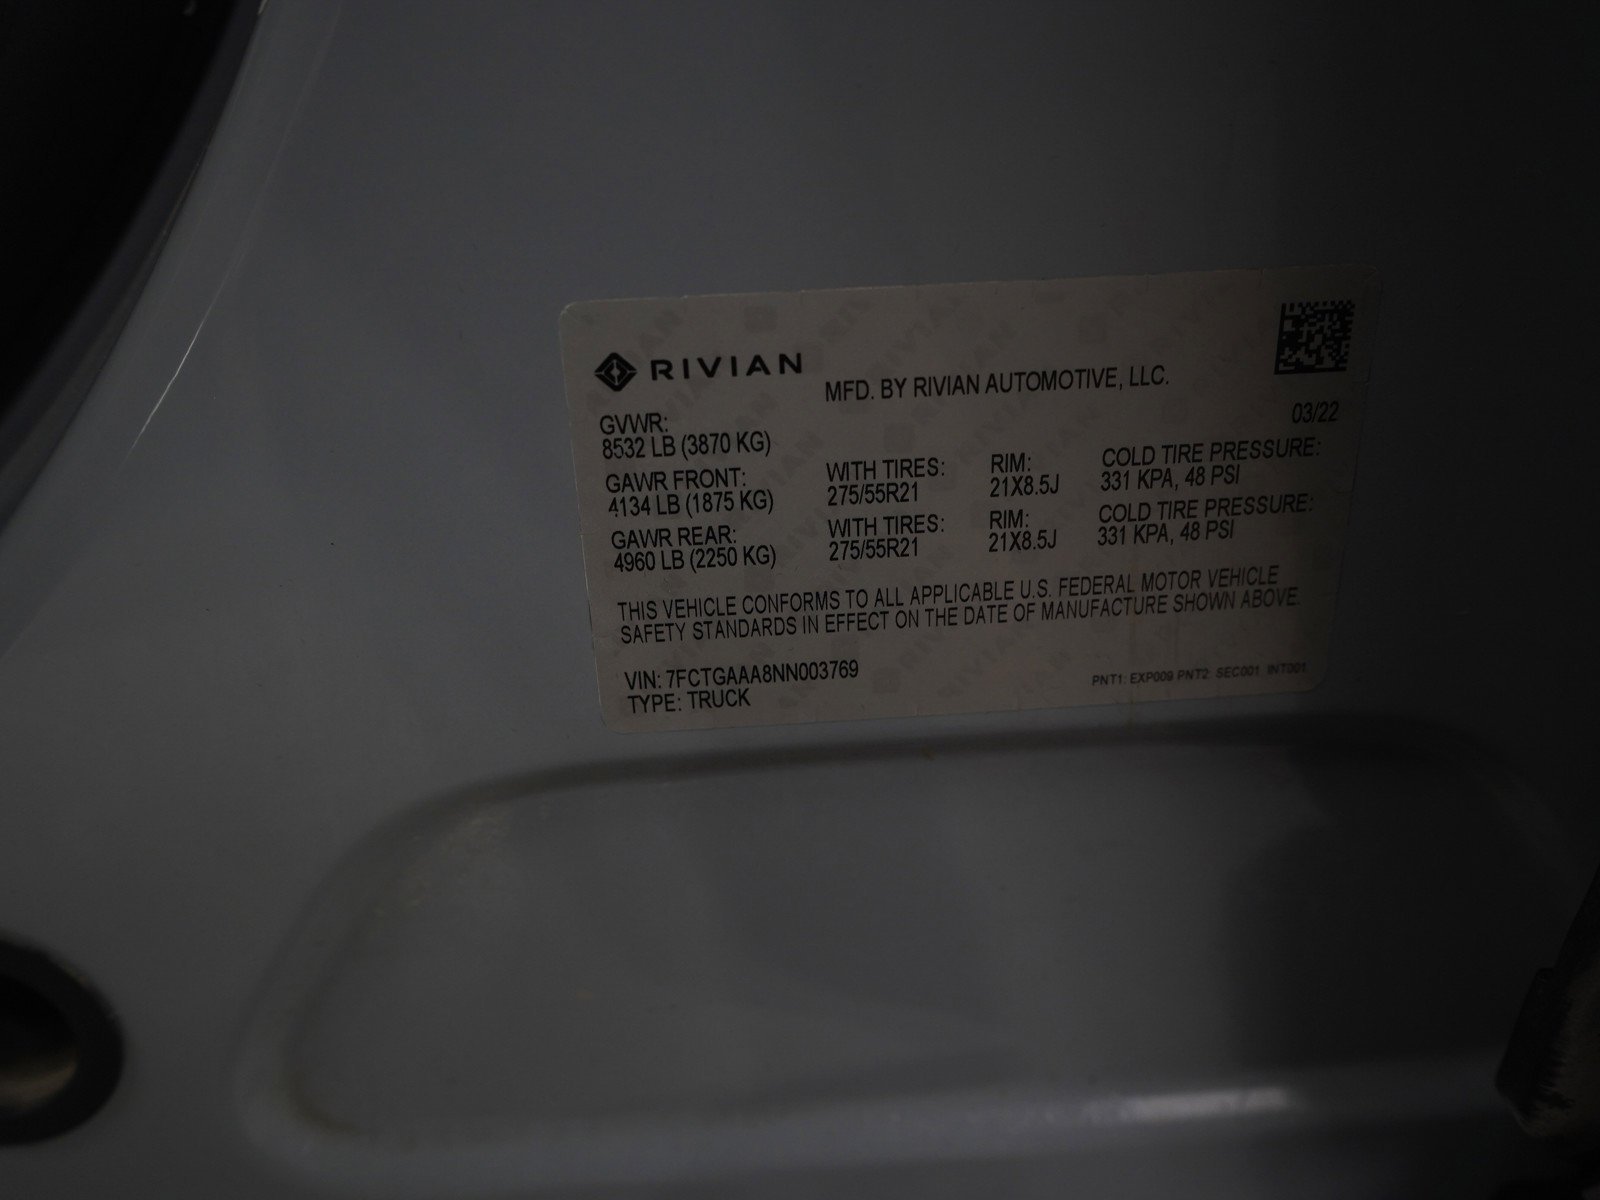 RIVIAN
MFD. BY RIVIAN AUTOMOTIVE, LLC.
03/22
GVWR:
8532 LB (3870 KG)
GAWR FRONT: WITH TIRES: RIM: COLD TIRE PRESSURE:
4134 LB (1875 KG) 275/55R21 21X8.5J 331 KPA, 48 PSI
GAWR REAR: WITH TIRES: RIM: COLD TIRE PRESSURE:
4960 LB (2250 KG) 275/55R21 21X8.5J 331 KPA, 48 PSI
THIS VEHICLE CONFORMS TO ALL APPLICABLE U.S. FEDERAL MOTOR VEHICLE
SAFETY STANDARDS IN EFFECT ON THE DATE OF MANUFACTURE SHOWN ABOVE.
VIN: 7FCTGAAA8NN003769
TYPE: TRUCK
PNT1: EXP009 PNT2: SEC001 INT001